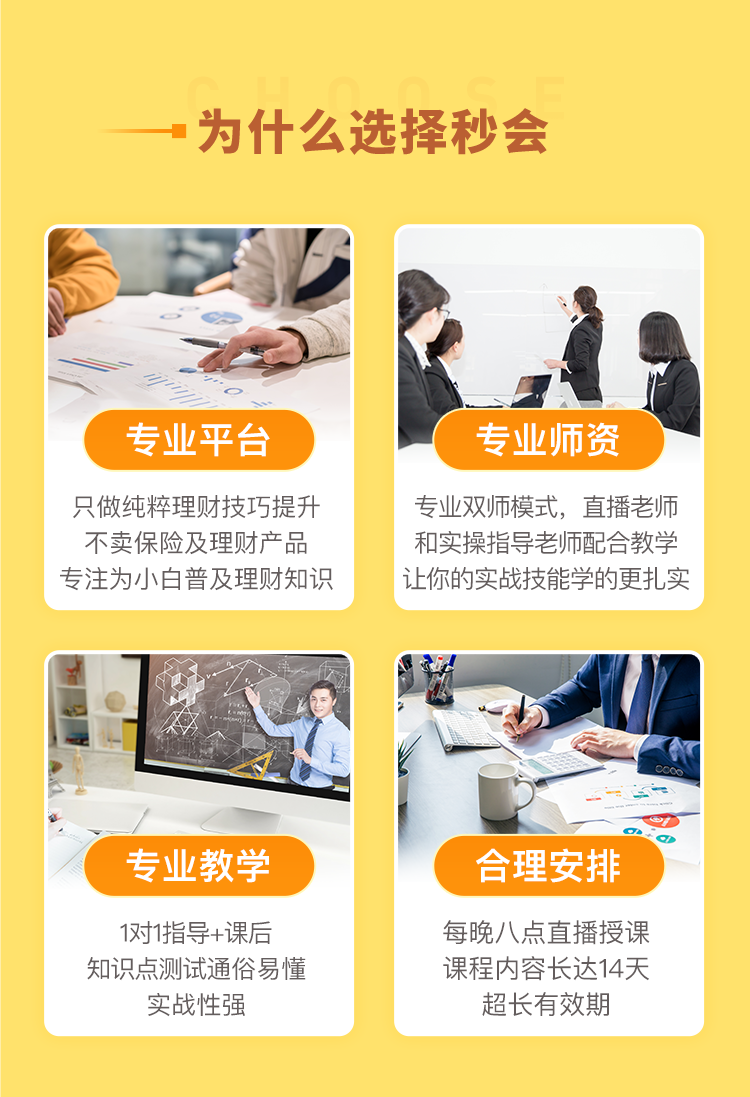 CHOOSE
为什么选择秒会
专业平台
只做纯粹理财技巧提升
不卖保险及理财产品
专注为小白普及理财知识
专业师资
专业双师模式，直播老师
和实操指导老师配合教学
让你的实战技能学的更扎实
专业教学
1对1指导+课后
知识点测试通俗易懂
实战性强
合理安排
每晚八点直播授课
课程内容长达14天
超长有效期